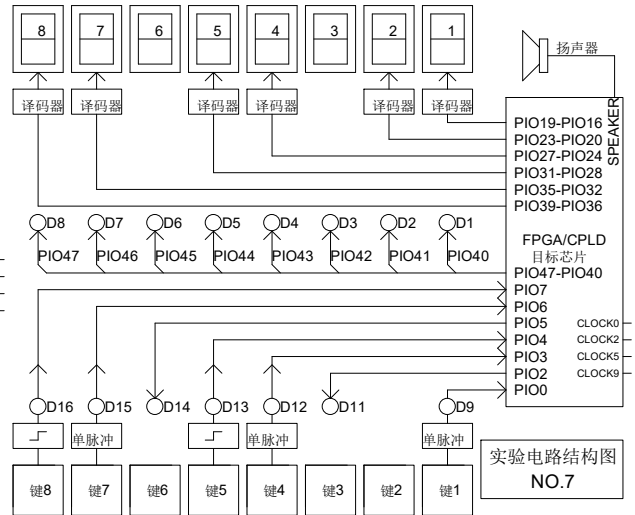 8 7 6 5 4 3 2 1
扬声器
译码器 译码器 译码器 译码器 译码器 译码器
SPEAKER
PIO19-PIO16
PIO23-PIO20
PIO27-PIO24
PIO31-PIO28
PIO35-PIO32
PIO39-PIO36
D8 D7 D6 D5 D4 D3 D2 D1
FPGA/CPLD
目标芯片
PIO47 PIO46 PIO45 PIO44 PIO43 PIO42 PIO41 PIO40
PIO47-PIO40
PIO7
PIO6
PIO5 CLOCK0
PIO4 CLOCK2
PIO3 CLOCK5
PIO2 CLOCK9
PIO0
D16 D15 D14 D13 D12 D11 D9
单脉冲 单脉冲 单脉冲
实验电路结构图
NO.7
键8 键7 键6 键5 键4 键3 键2 键1